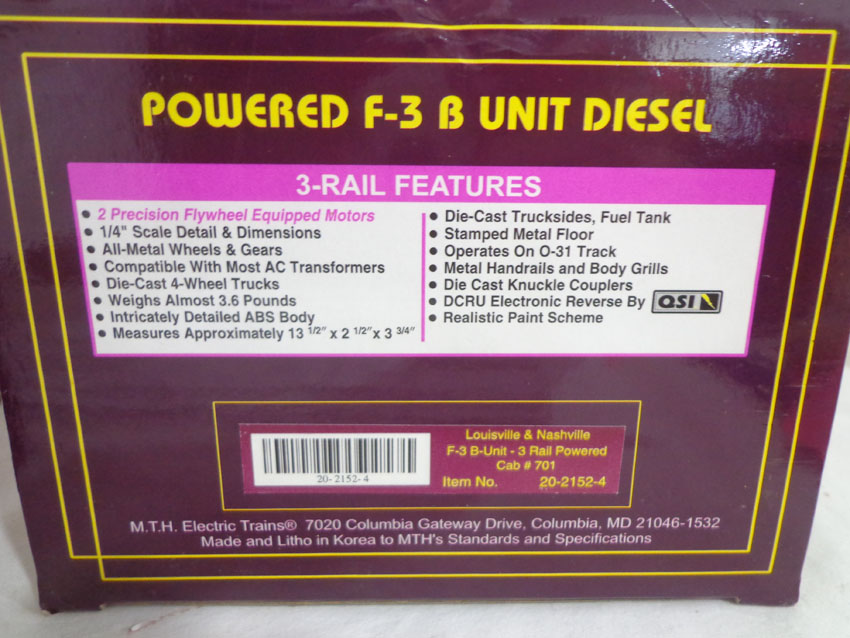 POWERED F-3 B UNIT DIESEL
3-RAIL FEATURES
• 2 Precision Flywheel Equipped Motors
• 1/4" Scale Detail & Dimensions
• All-Metal Wheels & Gears
• Compatible With Most AC Transformers
• Die-Cast 4-Wheel Trucks
• Weighs Almost 3.6 Pounds
• Intricately Detailed ABS Body
• Measures Approximately 13 1/2" x 2 1/2" x 3 3/4"
• Die-Cast Trucksides, Fuel Tank
• Stamped Metal Floor
• Operates On O-31 Track
• Metal Handrails and Body Grills
• Die Cast Knuckle Couplers
• DCRU Electronic Reverse By QSI
• Realistic Paint Scheme
20-2152-4
Louisville & Nashville
F-3 B-Unit - 3 Rail Powered
Cab # 701
Item No. 20-2152-4
M.T.H. Electric Trains® 7020 Columbia Gateway Drive, Columbia, MD 21046-1532
Made and Litho in Korea to MTH's Standards and Specifications